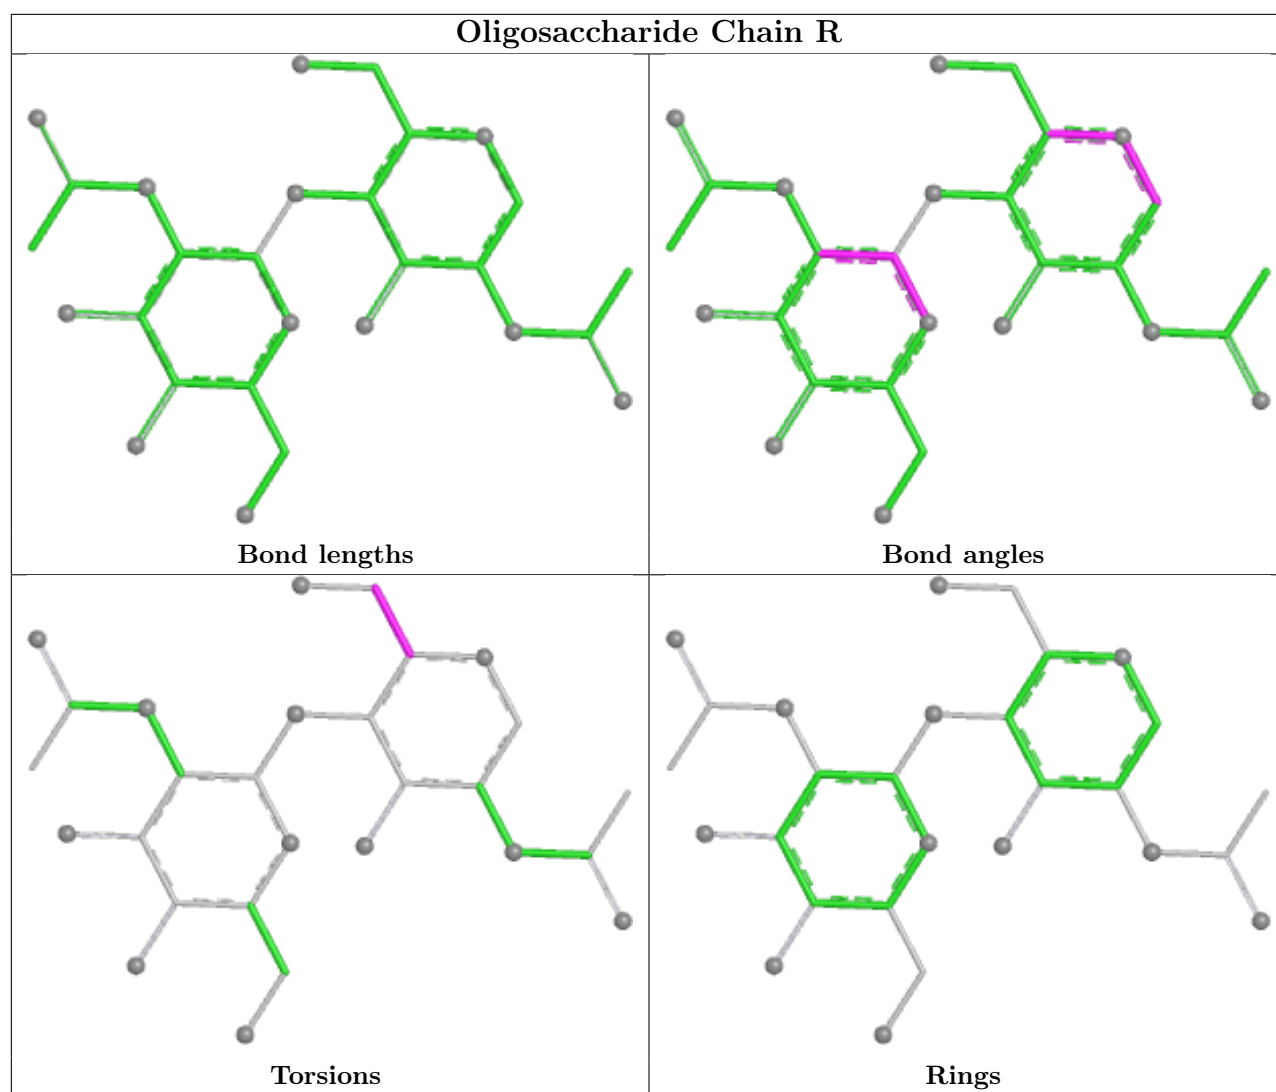 Oligosaccharide Chain R
Bond lengths
Bond angles
Torsions
Rings